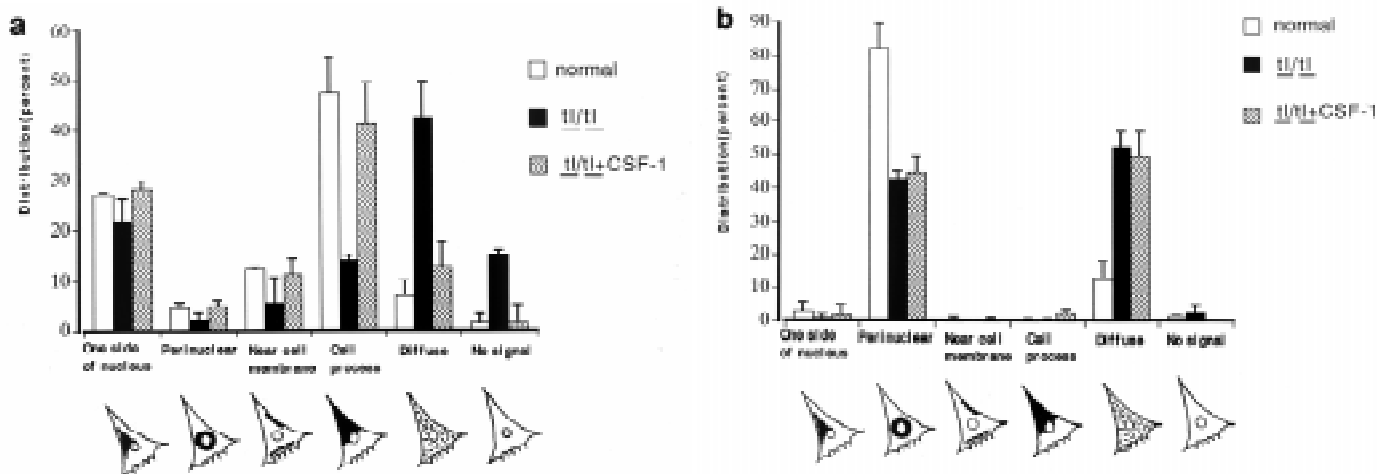 a
60
50
40
30
20
10
0
Distribution(percent)
normal
tl/tl
tl/tl+CSF-1
One side
of nucleus
Perinuclear
Near cell
membrane
Cell
process
Diffuse
No signal
b
90
80
70
60
50
40
30
20
10
0
Distribution(percent)
normal
tl/tl
tl/tl+CSF-1
One side
of nucleus
Perinuclear
Near cell
membrane
Cell
process
Diffuse
No signal